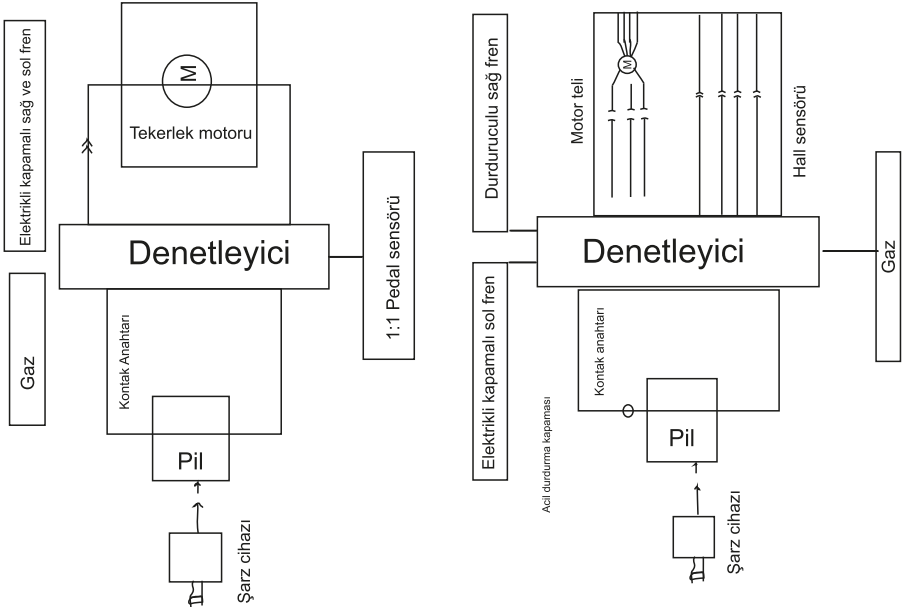 Elektrikli kapamalı sağ ve sol fren
M
Tekerlek motoru
Denetleyici
1:1 Pedal sensörü
Gaz
Kontak Anahtarı
Pil
Şarz cihazı
Durduruculu sağ fren
Motor teli
M
Hall sensörü
Denetleyici
Gaz
Elektrikli kapamalı sol fren
Kontak anahtarı
Acil durdurma kapaması
Pil
Şarz cihazı